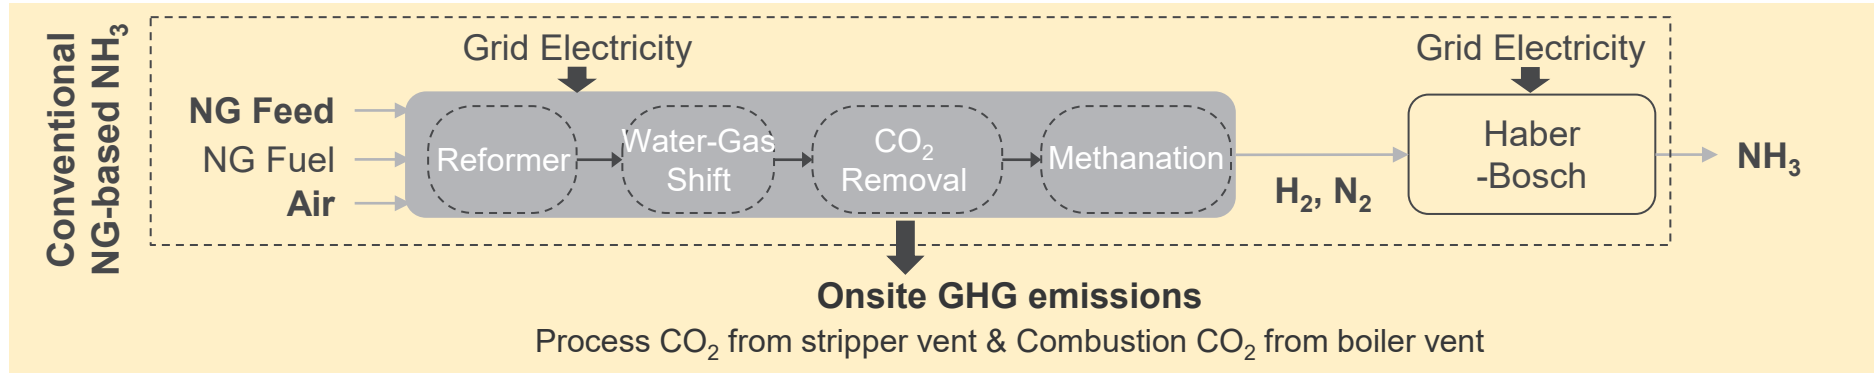 Conventional
NG-based NH₃
Grid Electricity
Grid Electricity
NG Feed
NG Fuel
Air
Reformer
Water-Gas
Shift
CO₂
Removal
Methanation
H₂, N₂
Haber
-Bosch
NH₃
Onsite GHG emissions
Process CO₂ from stripper vent & Combustion CO₂ from boiler vent